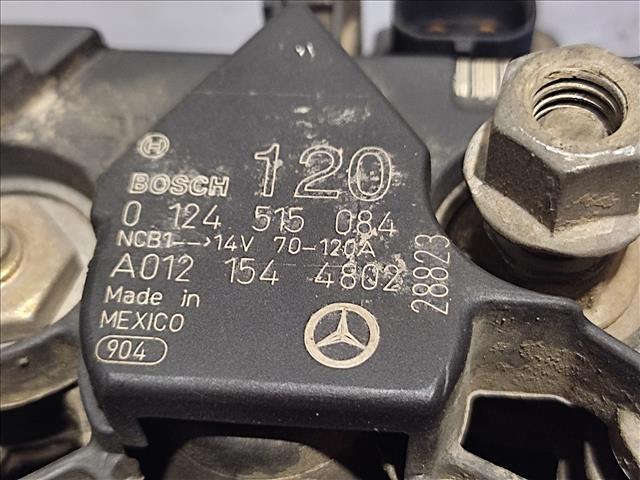 BOSCH 120
0 124 515 084
NCB1-->14V 70-120A
A012 154 4802
28823
Made in
MEXICO
904